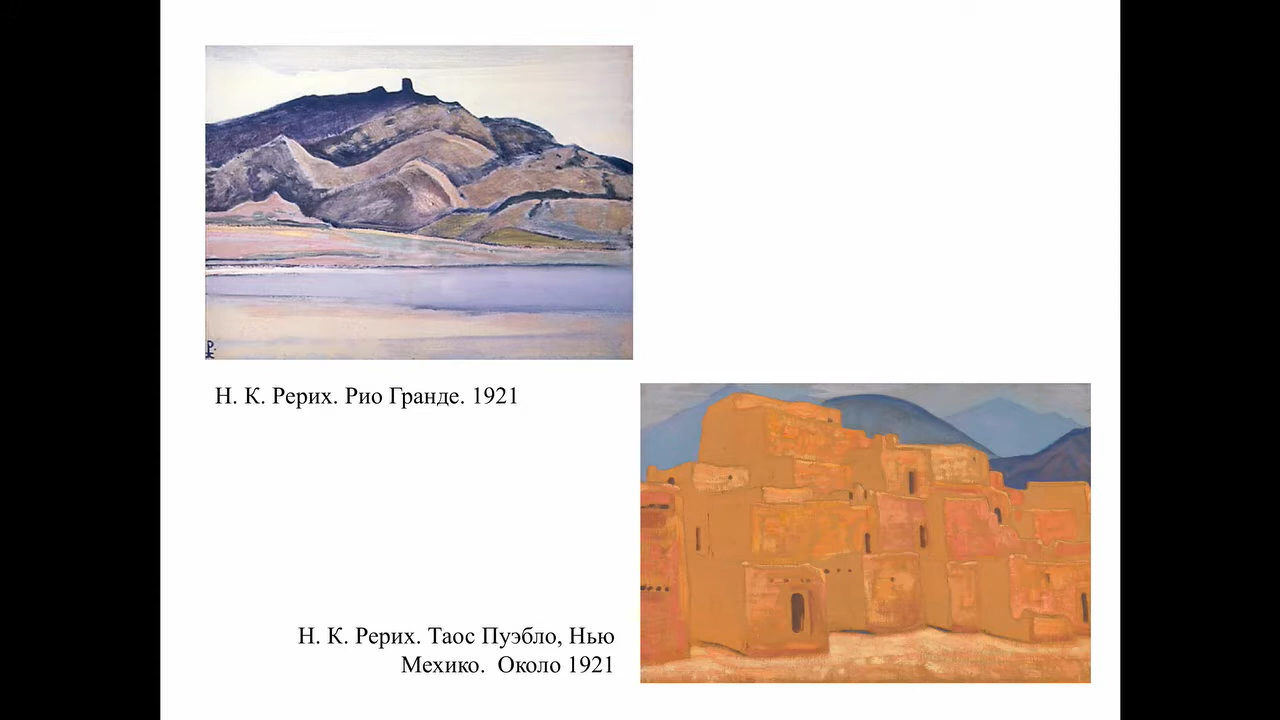 Н. К. Рерих. Рио Гранде. 1921
Н. К. Рерих. Таос Пуэбло, Нью
Мехико.  Около 1921